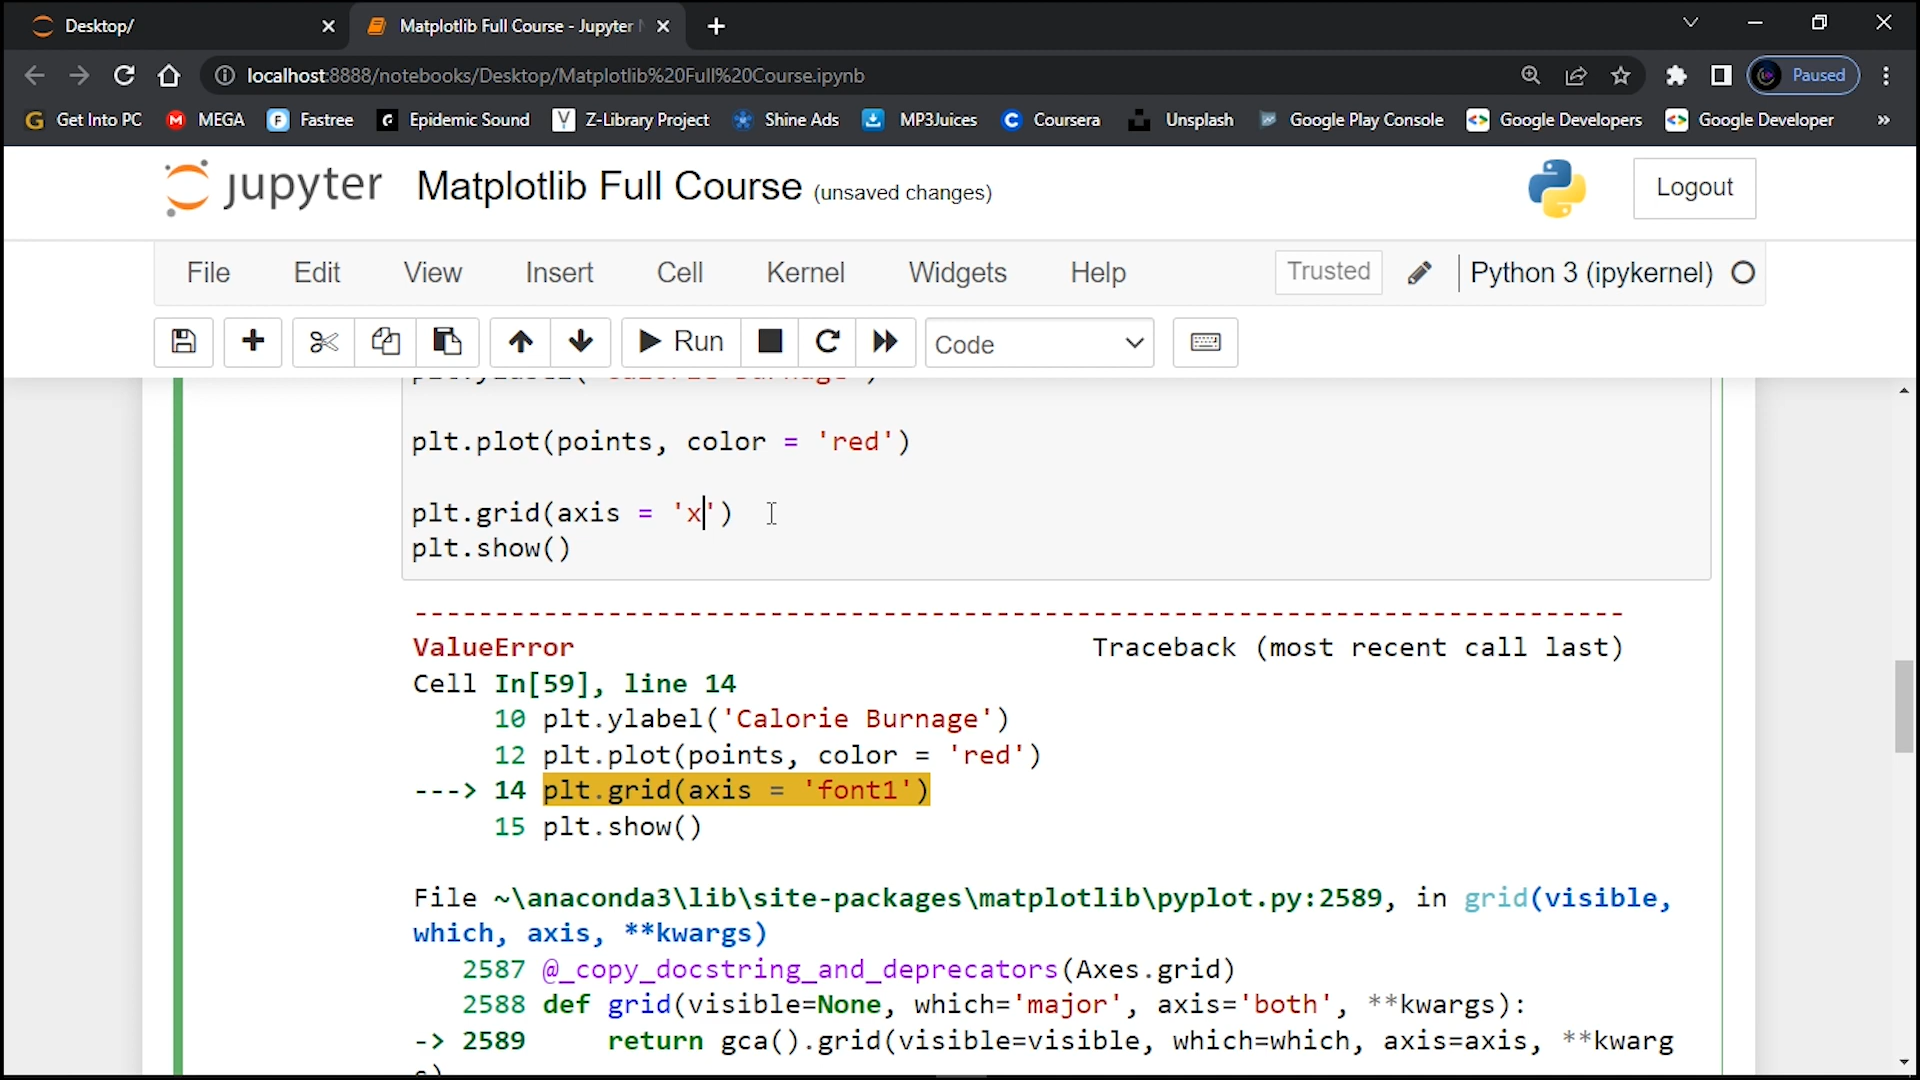 Desktop/
Matplotlib Full Course - Jupyter N
localhost:8888/notebooks/Desktop/Matplotlib%20Full%20Course.ipynb
Paused
G Get Into PC
M MEGA
F Fastree
Epidemic Sound
Z-Library Project
Shine Ads
MP3Juices
C Coursera
Unsplash
Google Play Console
Google Developers
Google Developer
»
jupyter Matplotlib Full Course (unsaved changes)
Logout
File Edit View Insert Cell Kernel Widgets Help
Trusted
Python 3 (ipykernel)
Run
Code
plt.ylabel('Calorie Burnage')
plt.plot(points, color = 'red')
plt.grid(axis = 'x')
plt.show()
---------------------------------------------------------------------------
ValueError Traceback (most recent call last)
Cell In[59], line 14
10 plt.ylabel('Calorie Burnage')
12 plt.plot(points, color = 'red')
---> 14 plt.grid(axis = 'font1')
15 plt.show()
File ~\anaconda3\lib\site-packages\matplotlib\pyplot.py:2589, in grid(visible,
which, axis, **kwargs)
2587 @_copy_docstring_and_deprecators(Axes.grid)
2588 def grid(visible=None, which='major', axis='both', **kwargs):
-> 2589 return gca().grid(visible=visible, which=which, axis=axis, **kwarg
s)